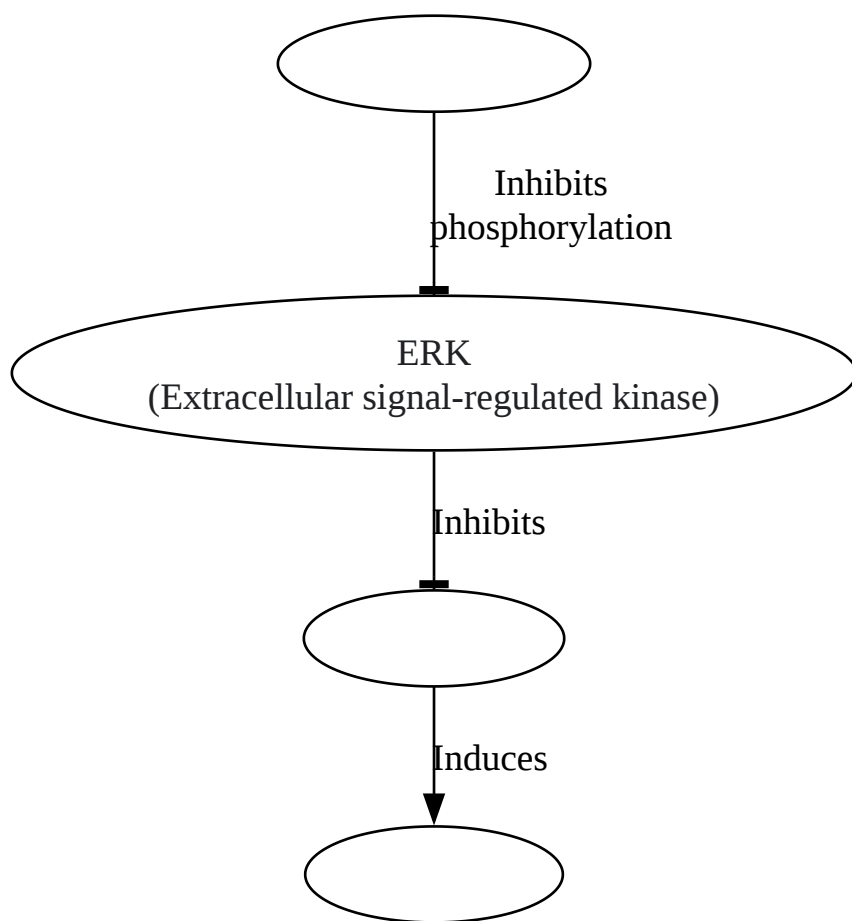 Inhibits
phosphorylation
ERK
(Extracellular signal-regulated kinase)
Inhibits
Induces